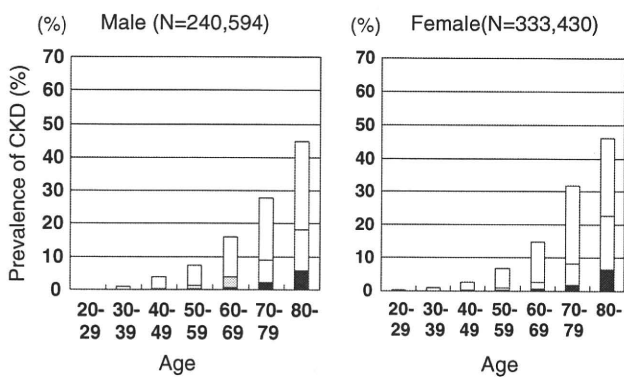 (%) Male (N=240,594)
70
60
50
40
30
20
10
0
Prevalence of CKD (%)
20- 30- 40- 50- 60- 70- 80-
29 39 49 59 69 79
Age
(%) Female(N=333,430)
70
60
50
40
30
20
10
0
20- 30- 40- 50- 60- 70- 80-
29 39 49 59 69 79
Age